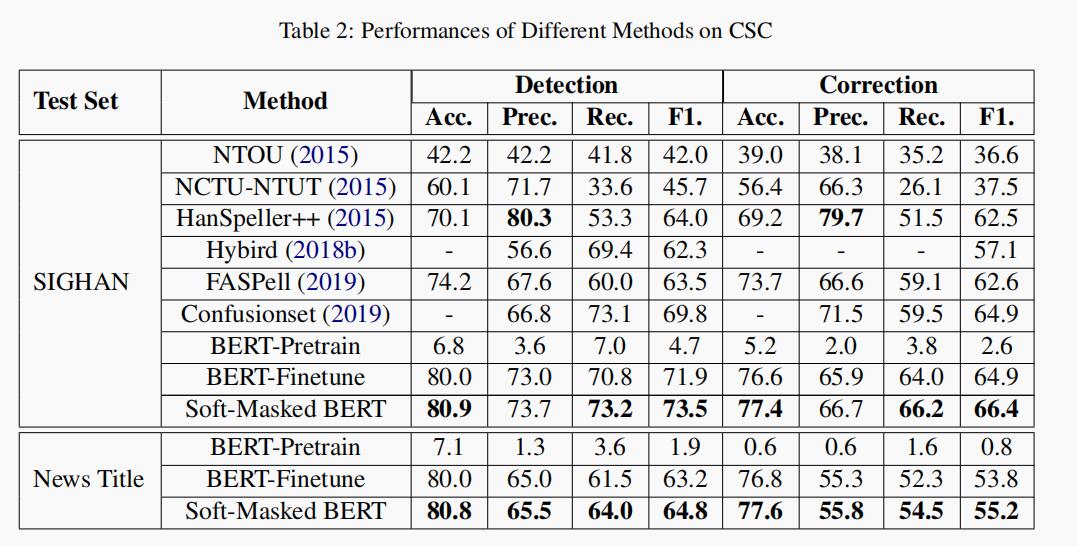 Table 2: Performances of Different Methods on CSC
Test Set Method Detection Correction
Acc. Prec. Rec. F1. Acc. Prec. Rec. F1.
SIGHAN
NTOU (2015) 42.2 42.2 41.8 42.0 39.0 38.1 35.2 36.6
NCTU-NTUT (2015) 60.1 71.7 33.6 45.7 56.4 66.3 26.1 37.5
HanSpeller++ (2015) 70.1 80.3 53.3 64.0 69.2 79.7 51.5 62.5
Hybird (2018b) - 56.6 69.4 62.3 - - - 57.1
FASPell (2019) 74.2 67.6 60.0 63.5 73.7 66.6 59.1 62.6
Confusionset (2019) - 66.8 73.1 69.8 - 71.5 59.5 64.9
BERT-Pretrain 6.8 3.6 7.0 4.7 5.2 2.0 3.8 2.6
BERT-Finetune 80.0 73.0 70.8 71.9 76.6 65.9 64.0 64.9
Soft-Masked BERT 80.9 73.7 73.2 73.5 77.4 66.7 66.2 66.4
News Title
BERT-Pretrain 7.1 1.3 3.6 1.9 0.6 0.6 1.6 0.8
BERT-Finetune 80.0 65.0 61.5 63.2 76.8 55.3 52.3 53.8
Soft-Masked BERT 80.8 65.5 64.0 64.8 77.6 55.8 54.5 55.2